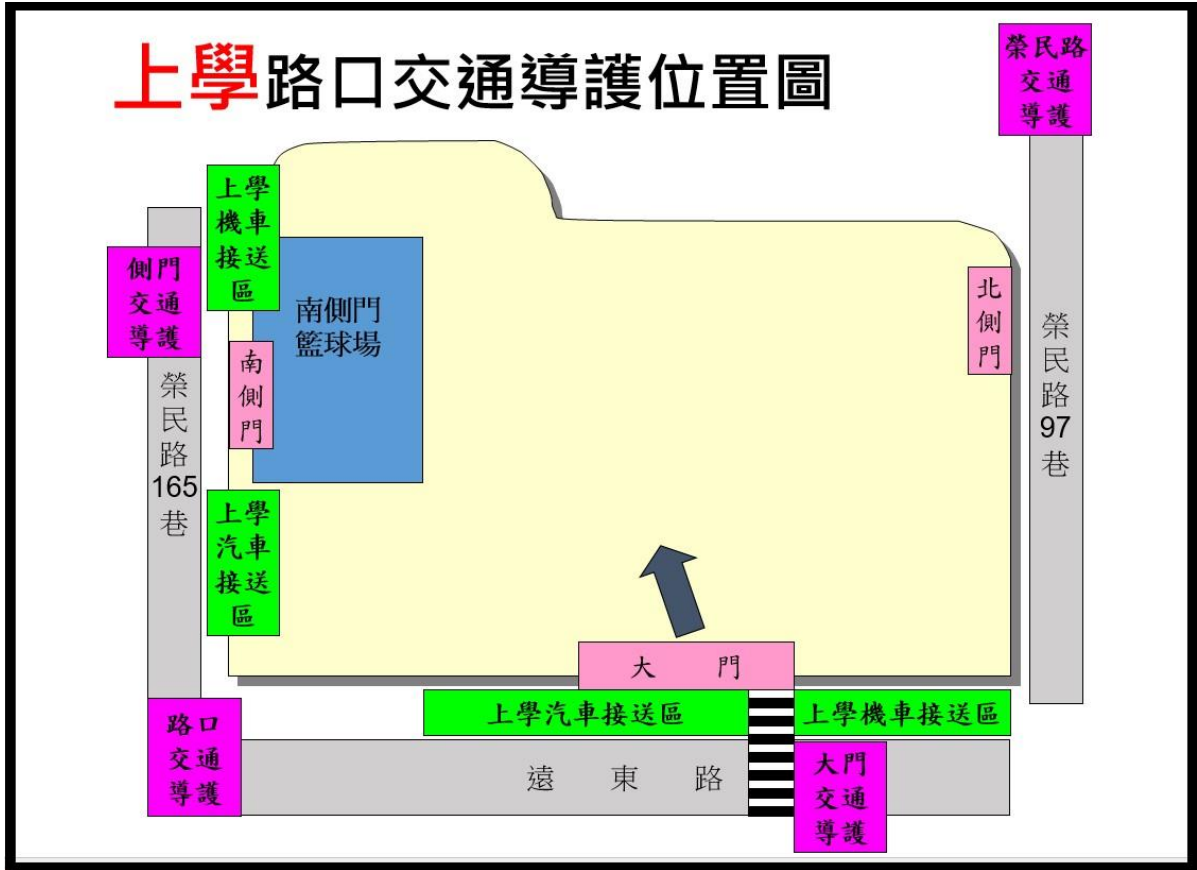 上學路口交通導護位置圖
榮民路
交通
導護
上學
機車
接送
區
側門
交通
導護
南側門
籃球場
北
側
門
南
側
門
榮
民
路
165
巷
榮
民
路
97
巷
上學
汽車
接送
區
大 門
上學汽車接送區
上學機車接送區
路口
交通
導護
遠 東 路
大門
交通
導護